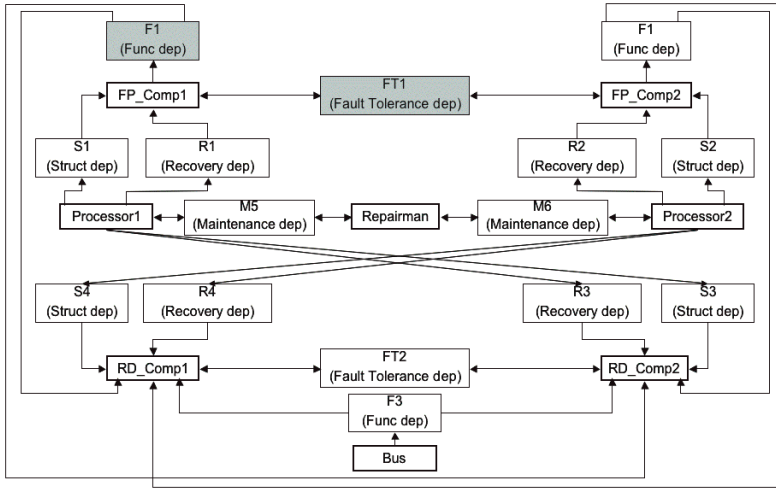 F1
(Func dep)
F1
(Func dep)
FP_Comp1
FT1
(Fault Tolerance dep)
FP_Comp2
S1
(Struct dep)
R1
(Recovery dep)
R2
(Recovery dep)
S2
(Struct dep)
Processor1
M5
(Maintenance dep)
Repairman
M6
(Maintenance dep)
Processor2
S4
(Struct dep)
R4
(Recovery dep)
R3
(Recovery dep)
S3
(Struct dep)
RD_Comp1
FT2
(Fault Tolerance dep)
RD_Comp2
F3
(Func dep)
Bus